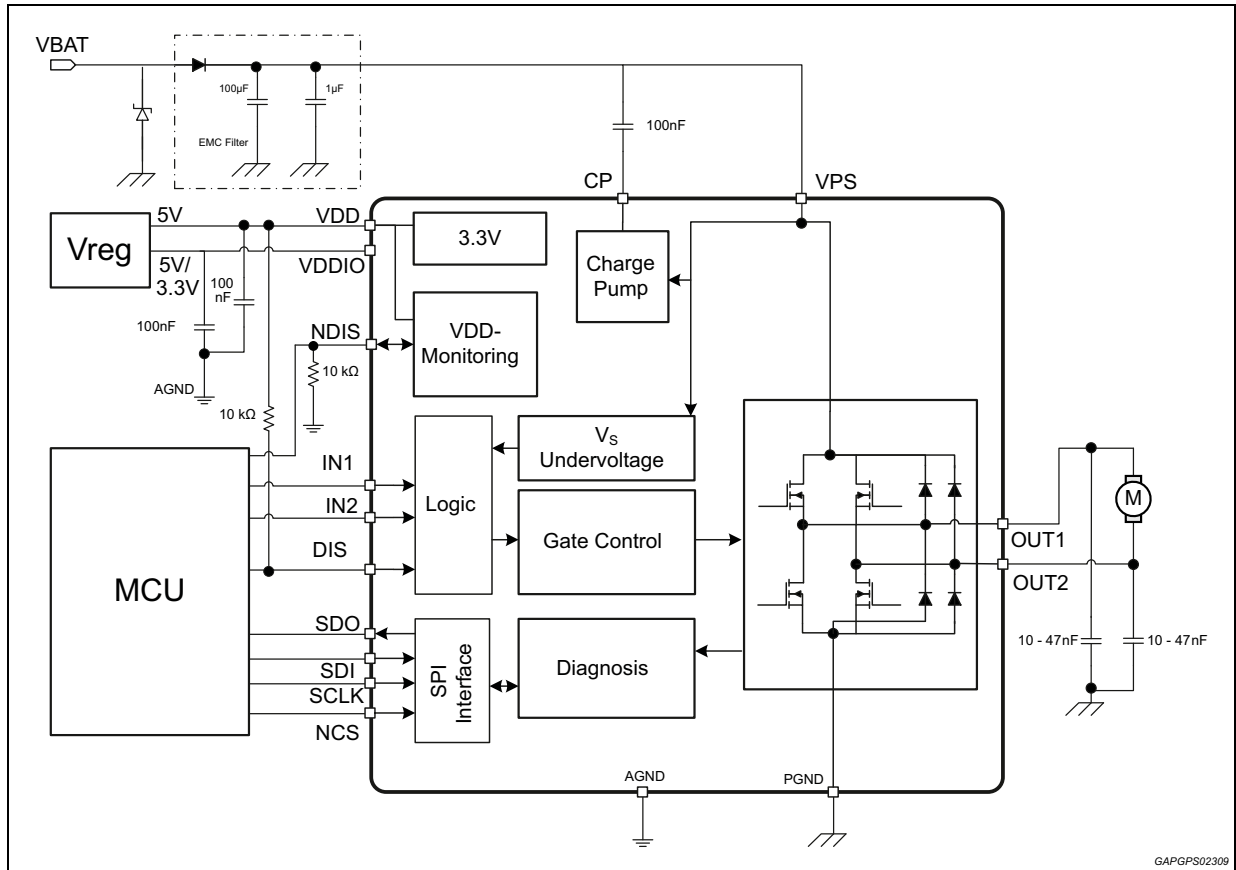 VBAT
100µF
1µF
EMC Filter
100nF
CP
VPS
Vreg
5V
VDD
5V/
3.3V
VDDIO
3.3V
Charge
Pump
100
nF
100nF
AGND
NDIS
10 kΩ
VDD-
Monitoring
10 kΩ
MCU
IN1
IN2
DIS
Logic
VS
Undervoltage
Gate Control
M
OUT1
OUT2
SDO
SDI
SCLK
NCS
SPI
Interface
Diagnosis
10 - 47nF
10 - 47nF
AGND
PGND
GAPGPS02309